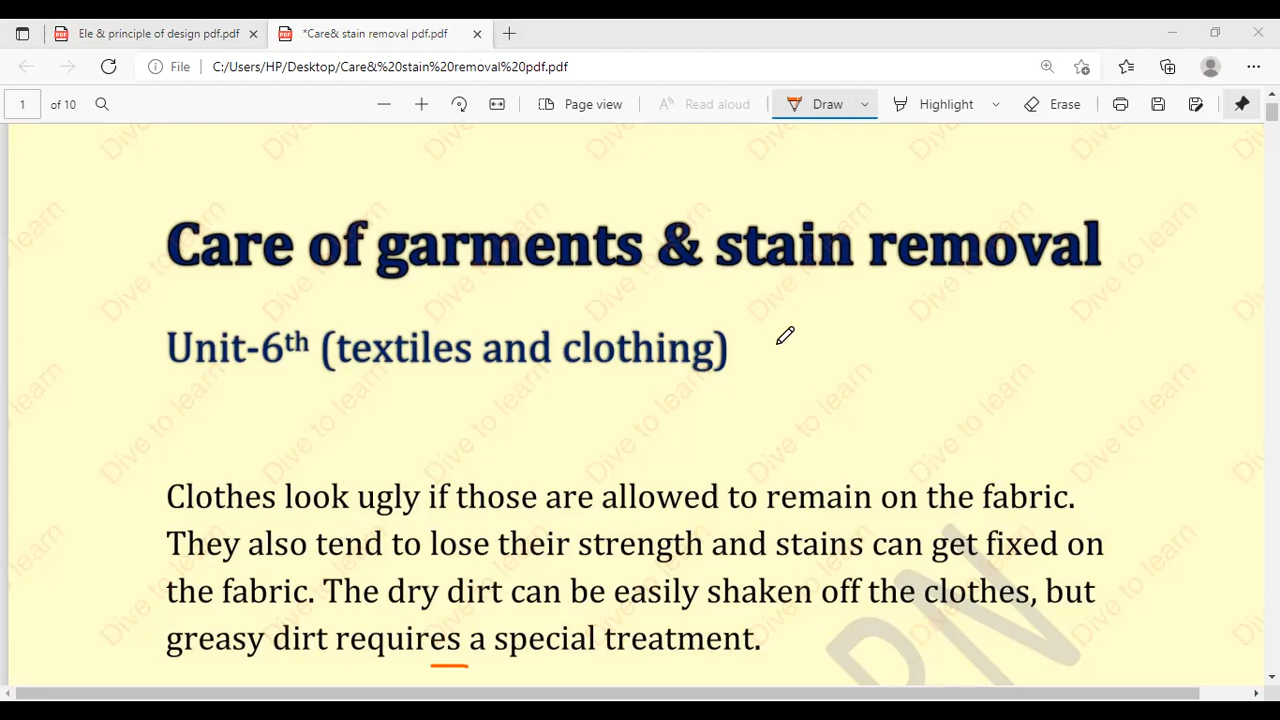 Ele & principle of design pdf.pdf
*Care& stain removal pdf.pdf
File
C:/Users/HP/Desktop/Care&%20stain%20removal%20pdf.pdf
1 of 10
Page view
Read aloud
Draw
Highlight
Erase
Care of garments & stain removal
Unit-6th (textiles and clothing)
Clothes look ugly if those are allowed to remain on the fabric.
They also tend to lose their strength and stains can get fixed on
the fabric. The dry dirt can be easily shaken off the clothes, but
greasy dirt requires a special treatment.
Dive to learn